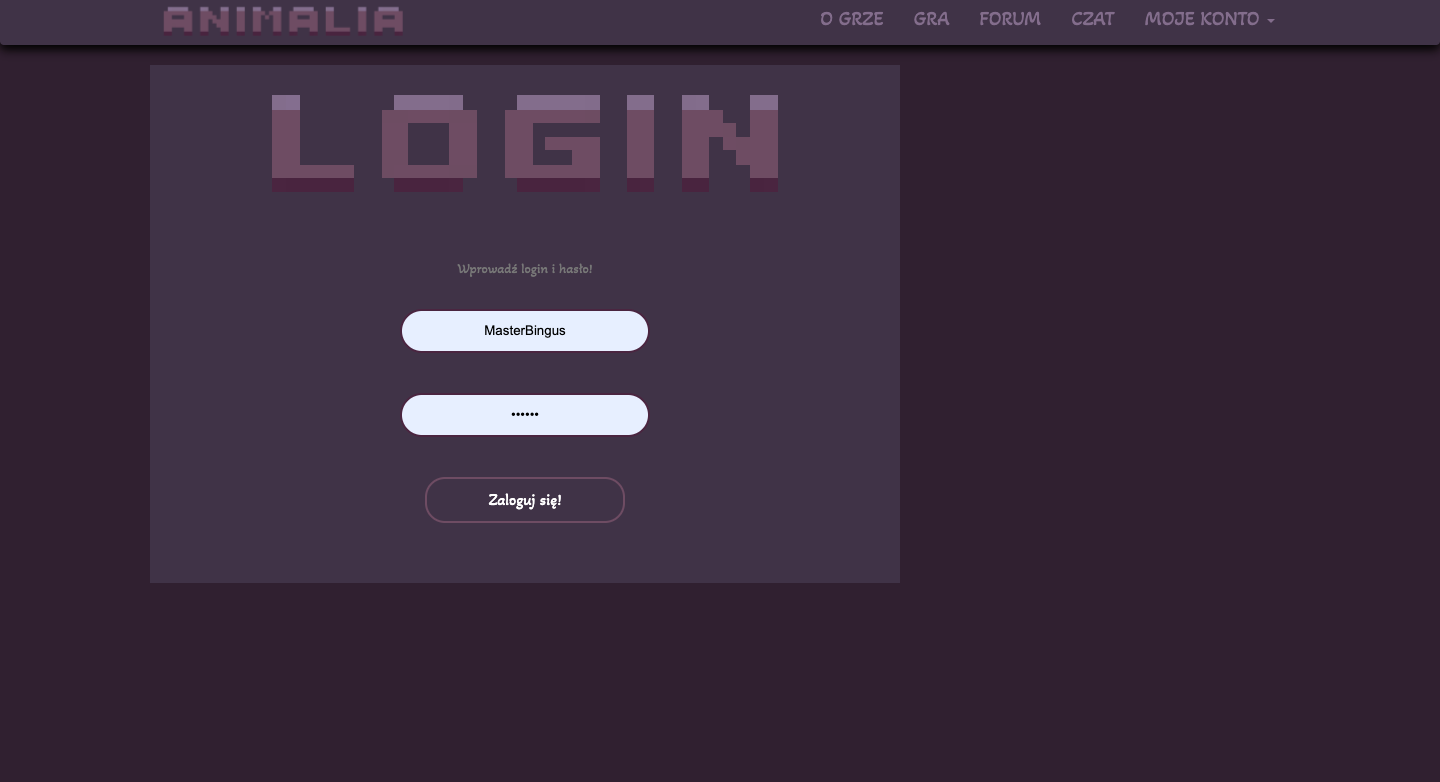 ANIMALIA
O GRZE GRA FORUM CZAT MOJE KONTO
LOGIN
Wprowadź login i hasło!
MasterBingus
••••••
Zaloguj się!